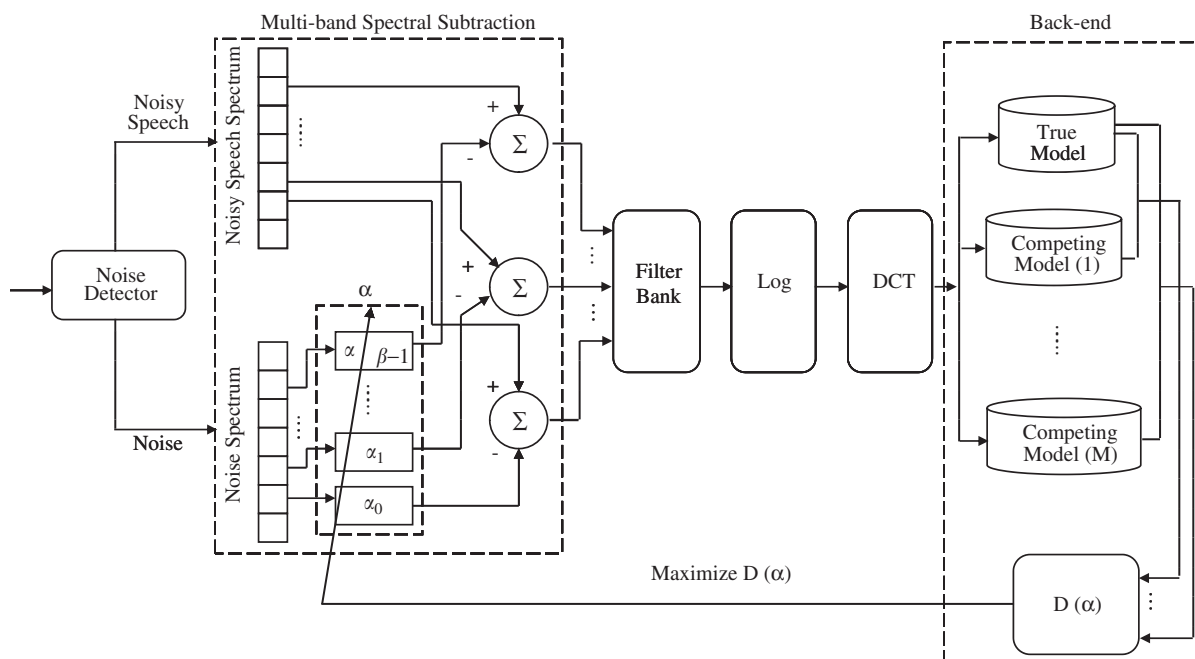 Multi-band Spectral Subtraction
Back-end
Noisy
Speech
Noisy Speech Spectrum
+
-
Σ
True
Model
Noise
Detector
+
-
Σ
Filter
Bank
Log
DCT
Competing
Model (1)
α
α β−1
Noise
Noise Spectrum
+
-
Σ
α1
α0
Competing
Model (M)
Maximize D (α)
D (α)